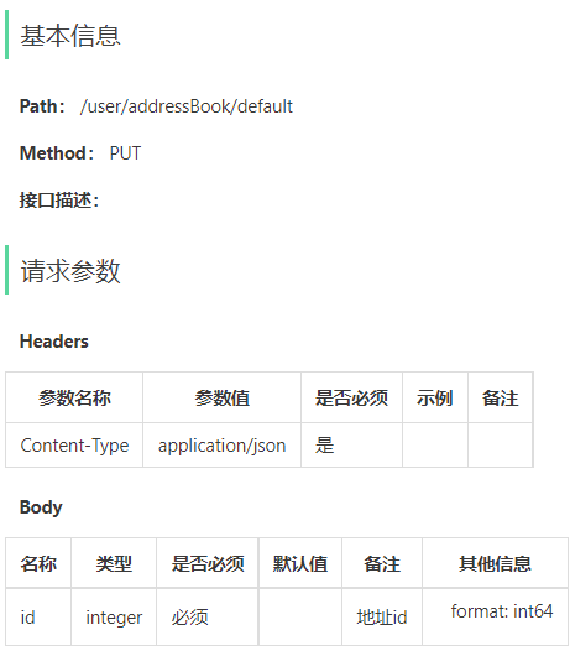 基本信息
Path： /user/addressBook/default
Method： PUT
接口描述：
请求参数
Headers
参数名称 参数值 是否必须 示例 备注
Content-Type application/json 是
Body
名称 类型 是否必须 默认值 备注 其他信息
id integer 必须 地址id format: int64